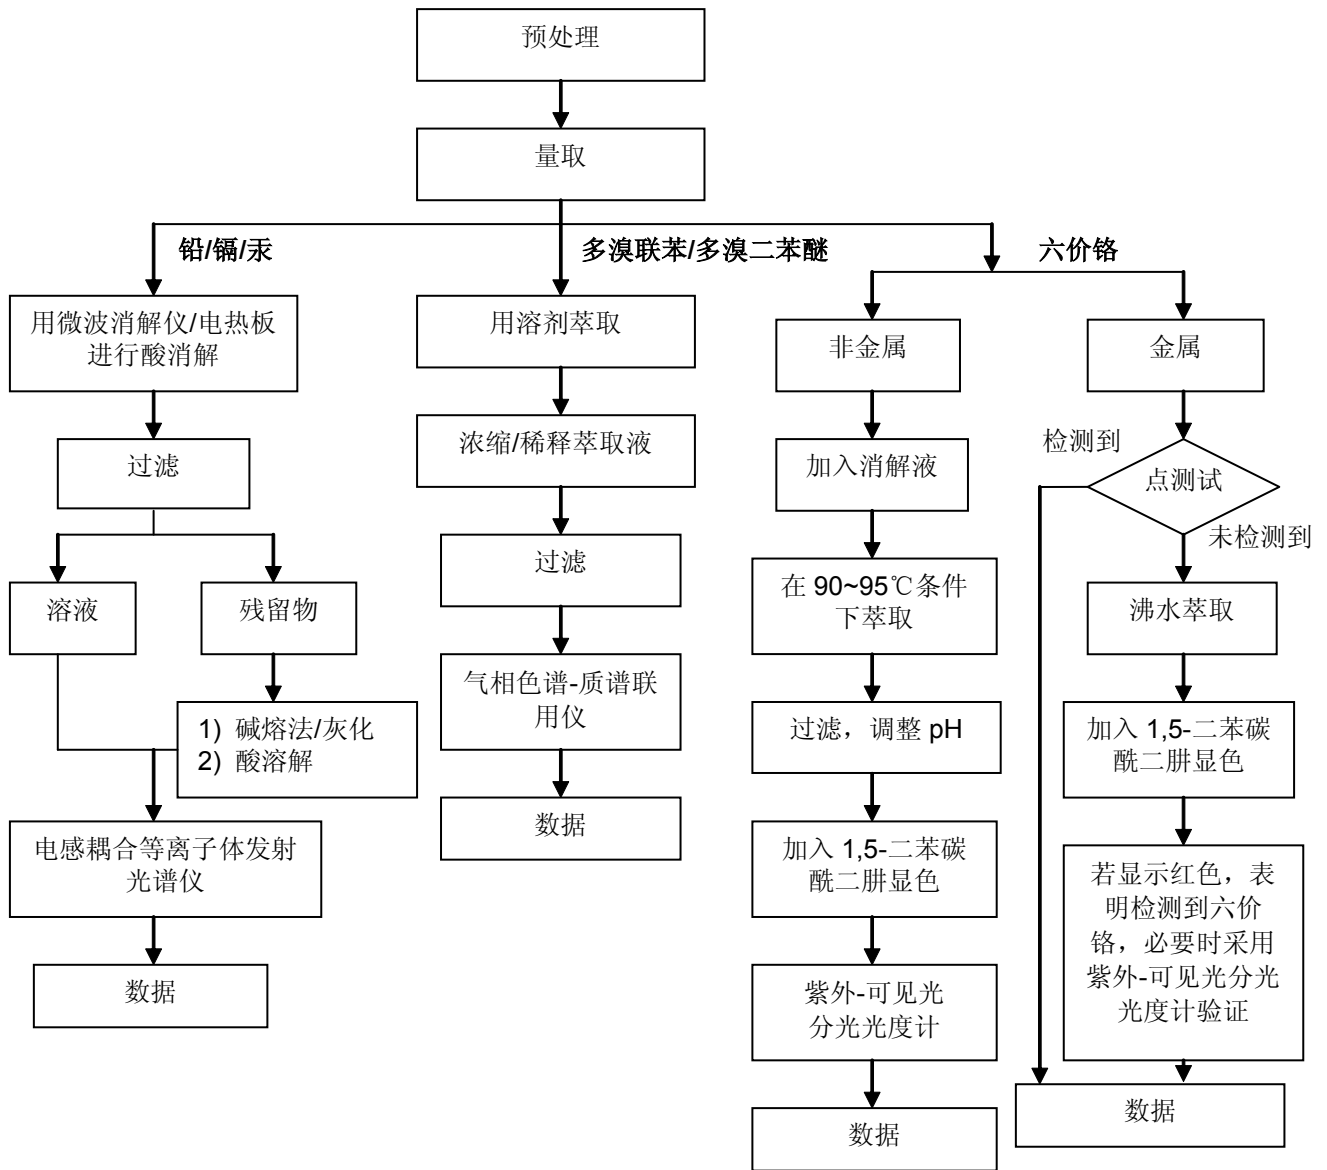 预处理
量取
铅/镉/汞
用微波消解仪/电热板
进行酸消解
过滤
溶液
残留物
1) 碱熔法/灰化
2) 酸溶解
电感耦合等离子体发射
光谱仪
数据
多溴联苯/多溴二苯醚
用溶剂萃取
浓缩/稀释萃取液
过滤
气相色谱-质谱联
用仪
数据
六价铬
非金属
加入消解液
在 90~95℃条件
下萃取
过滤，调整 pH
加入 1,5-二苯碳
酰二肼显色
紫外-可见光
分光光度计
数据
金属
点测试
检测到
未检测到
沸水萃取
加入 1,5-二苯碳
酰二肼显色
若显示红色，表
明检测到六价
铬，必要时采用
紫外-可见光分光
光度计验证
数据